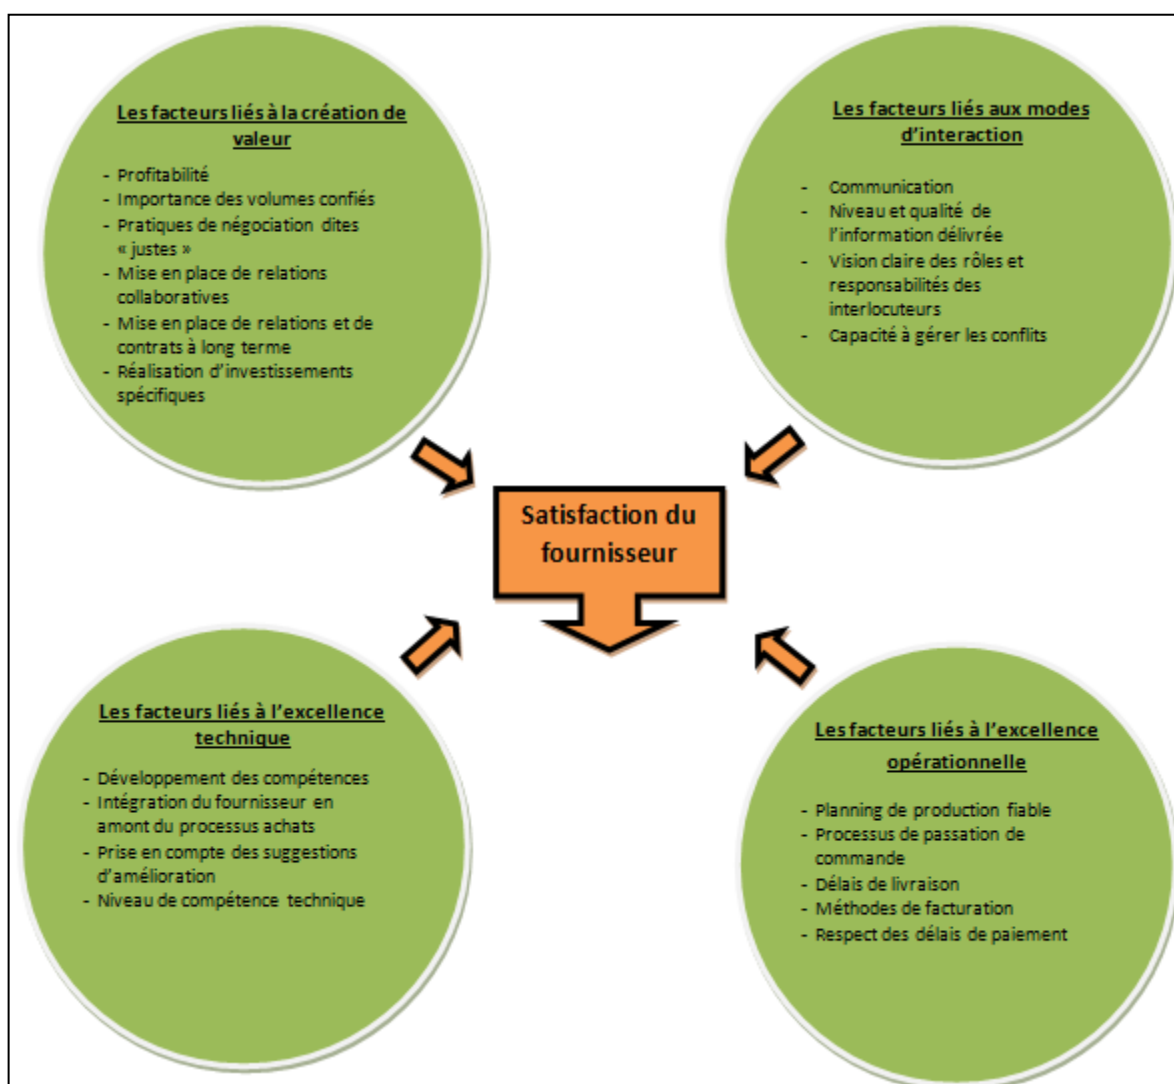 Les facteurs liés à la création de
valeur
- Profitabilité
- Importance des volumes confiés
- Pratiques de négociation dites
« justes »
- Mise en place de relations
collaboratives
- Mise en place de relations et de
contrats à long terme
- Réalisation d'investissements
spécifiques
Les facteurs liés aux modes
d'interaction
- Communication
- Niveau et qualité de
l'information délivrée
- Vision claire des rôles et
responsabilités des
interlocuteurs
- Capacité à gérer les conflits
Satisfaction du
fournisseur
Les facteurs liés à l'excellence
technique
- Développement des compétences
- Intégration du fournisseur en
amont du processus achats
- Prise en compte des suggestions
d'amélioration
- Niveau de compétence technique
Les facteurs liés à l'excellence
opérationnelle
- Planning de production fiable
- Processus de passation de
commande
- Délais de livraison
- Méthodes de facturation
- Respect des délais de paiement